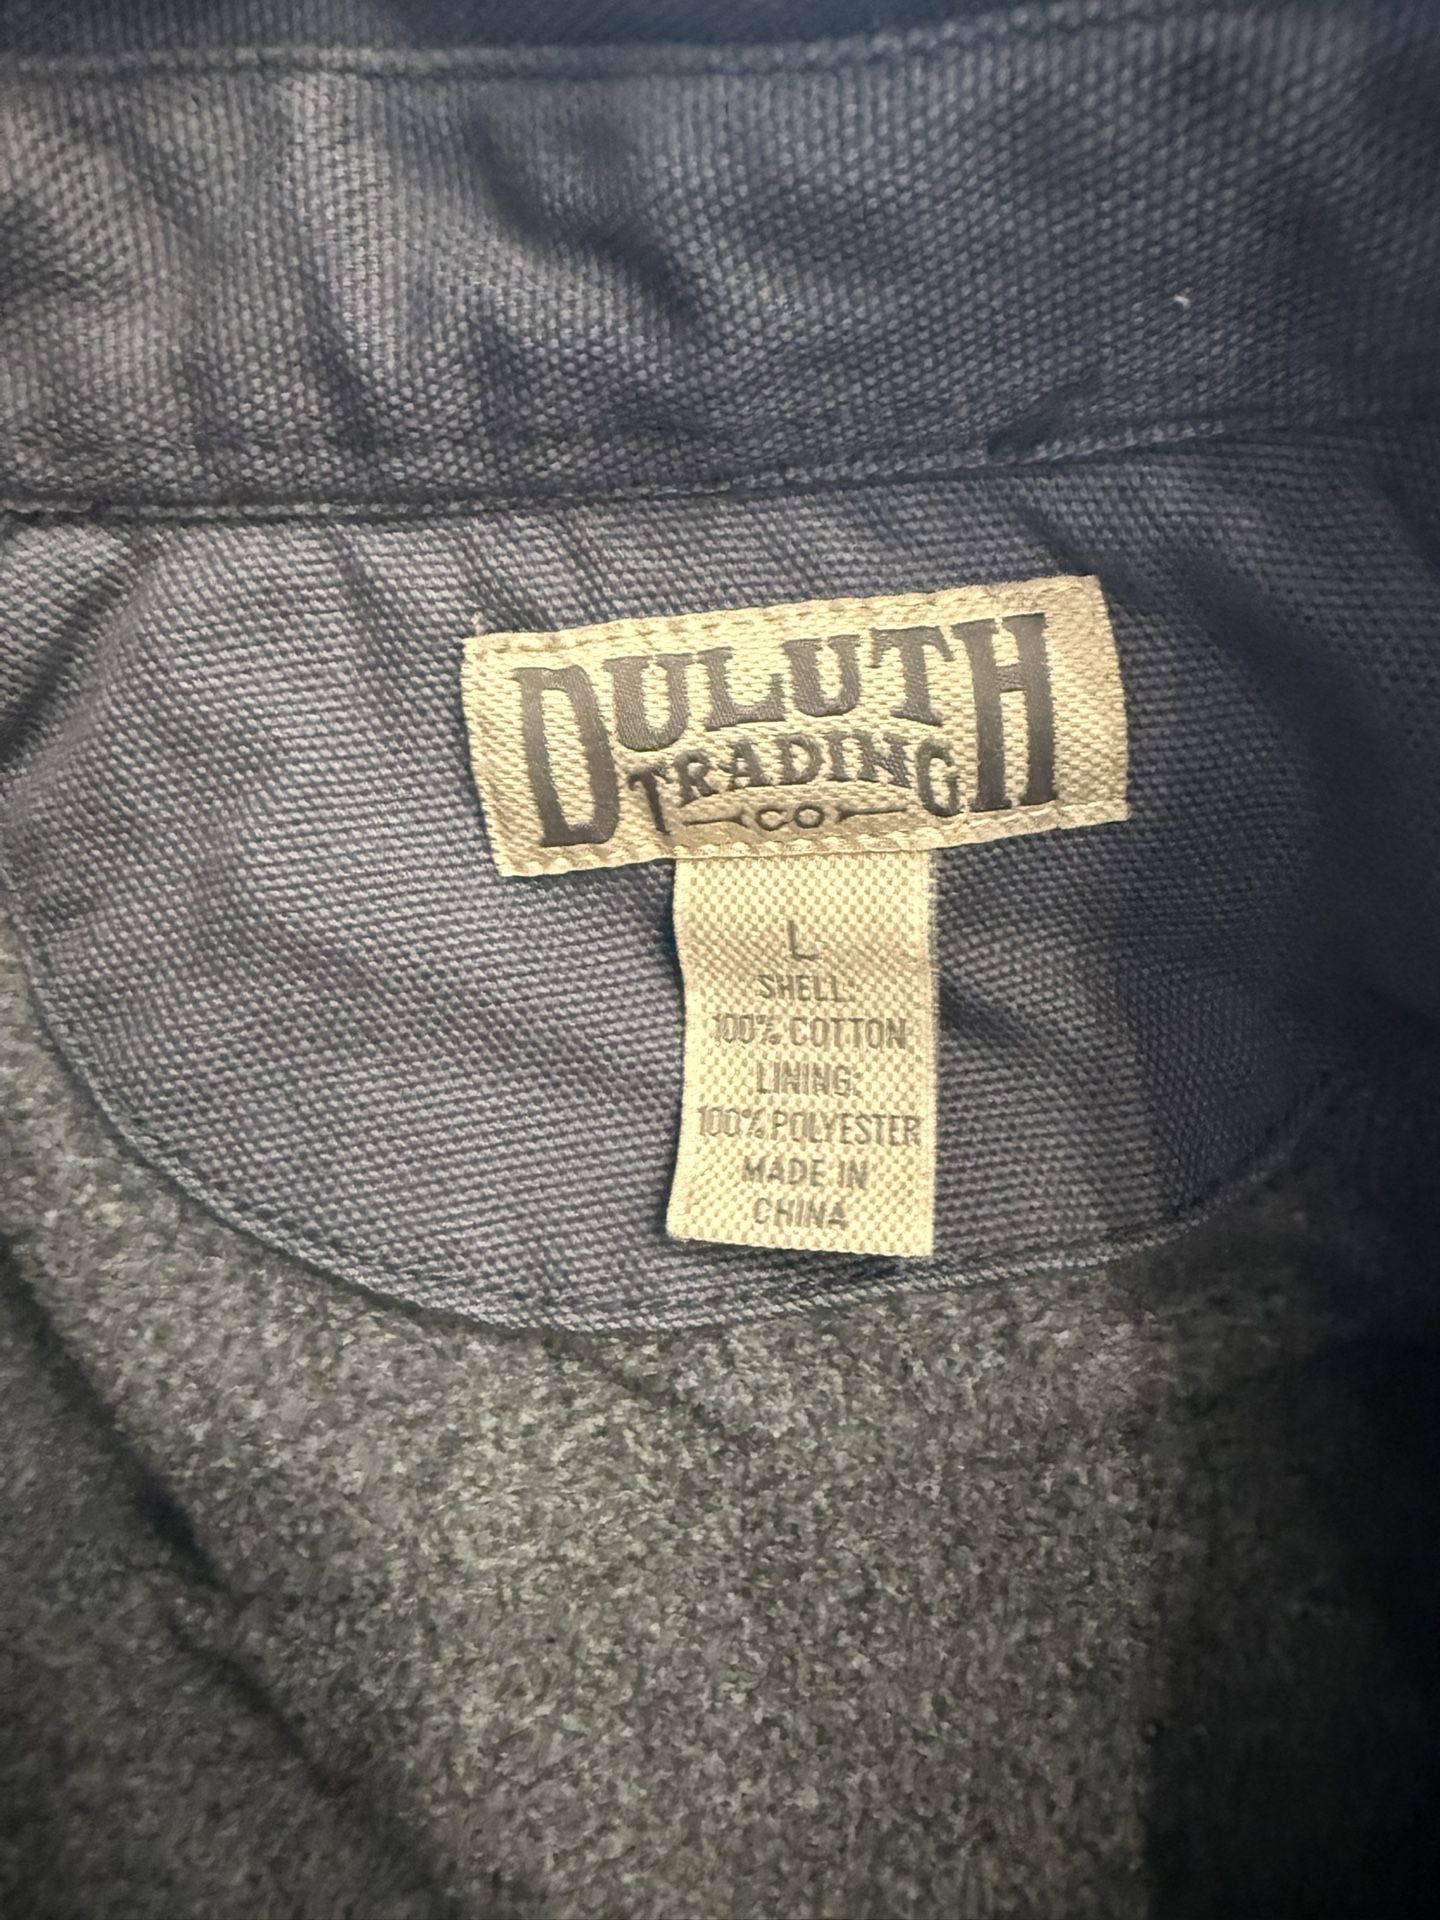 DULUTH
TRADING
CO
L
SHELL:
100% COTTON
LINING:
100% POLYESTER
MADE IN
CHINA